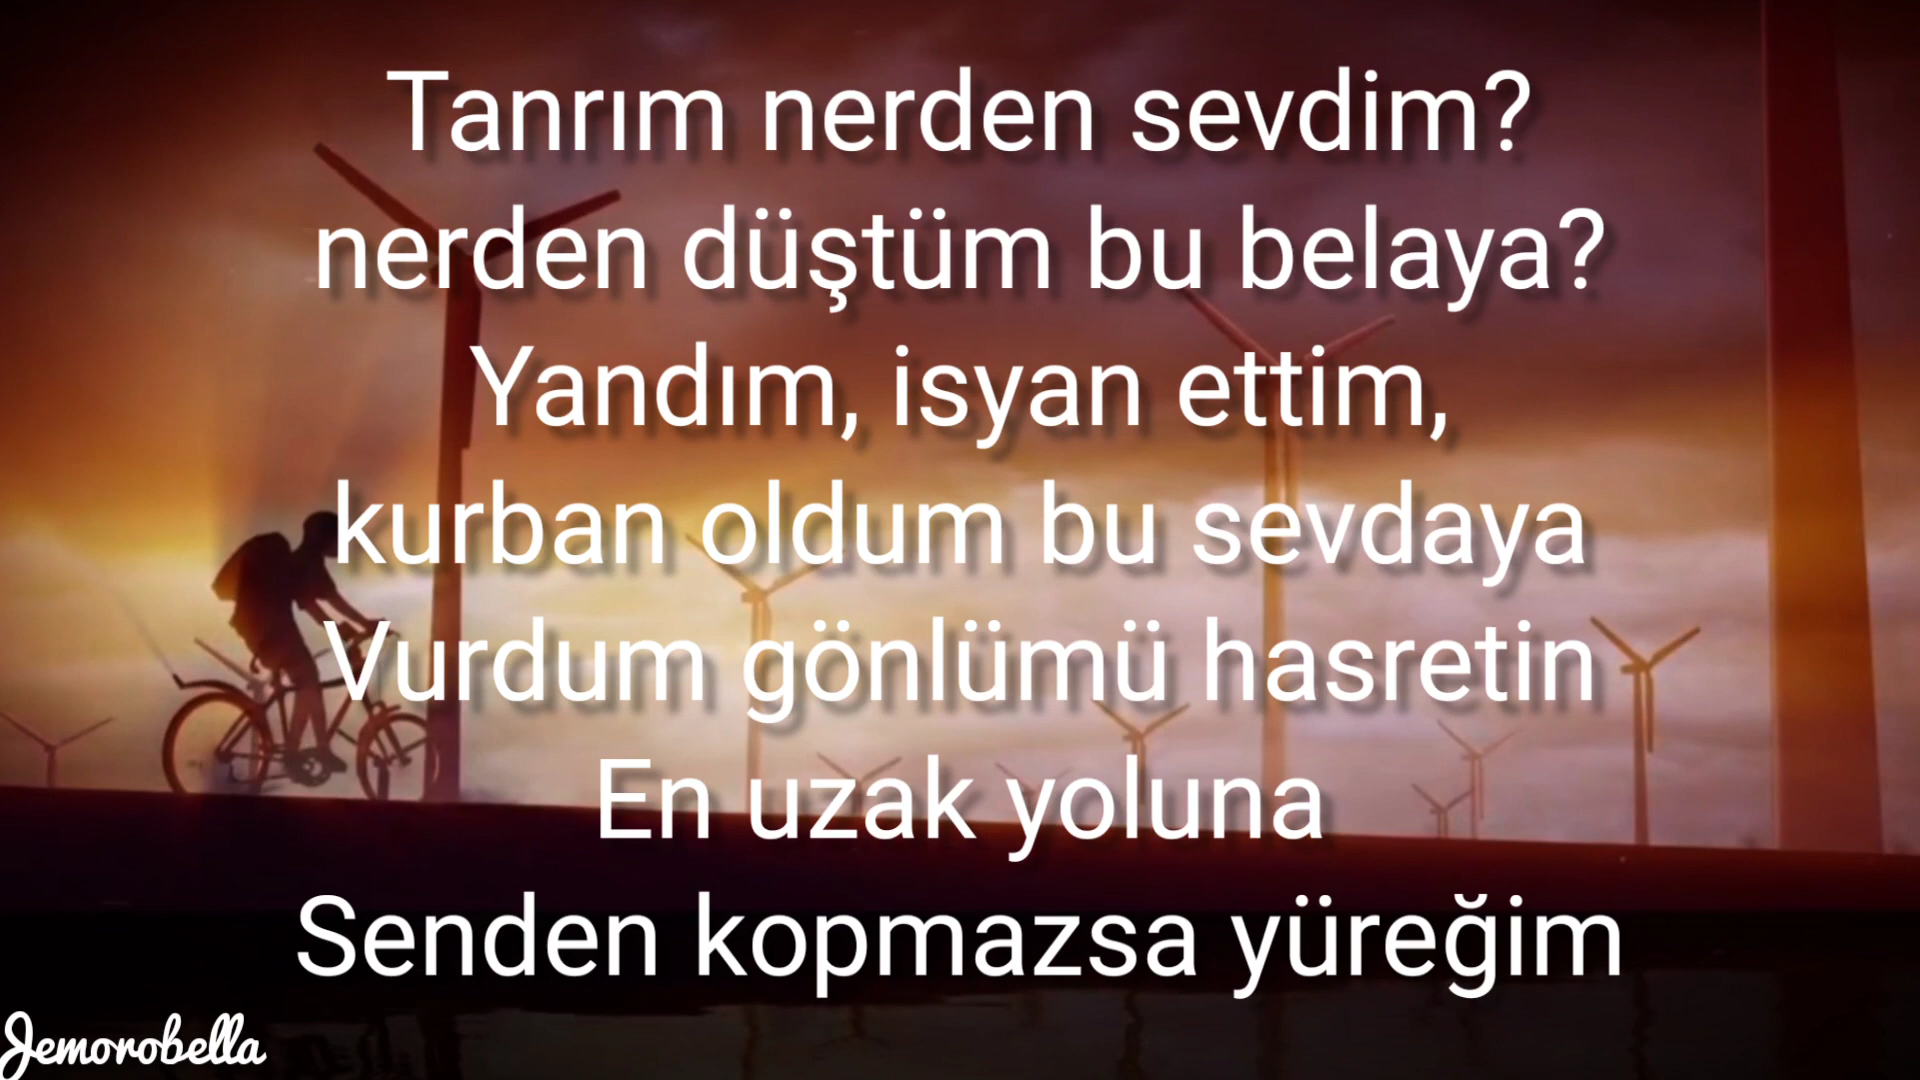 Tanrım nerden sevdim?
nerden düştüm bu belaya?
Yandım, isyan ettim,
kurban oldum bu sevdaya
Vurdum gönlümü hasretin
En uzak yoluna
Senden kopmazsa yüreğim
Jemorobella